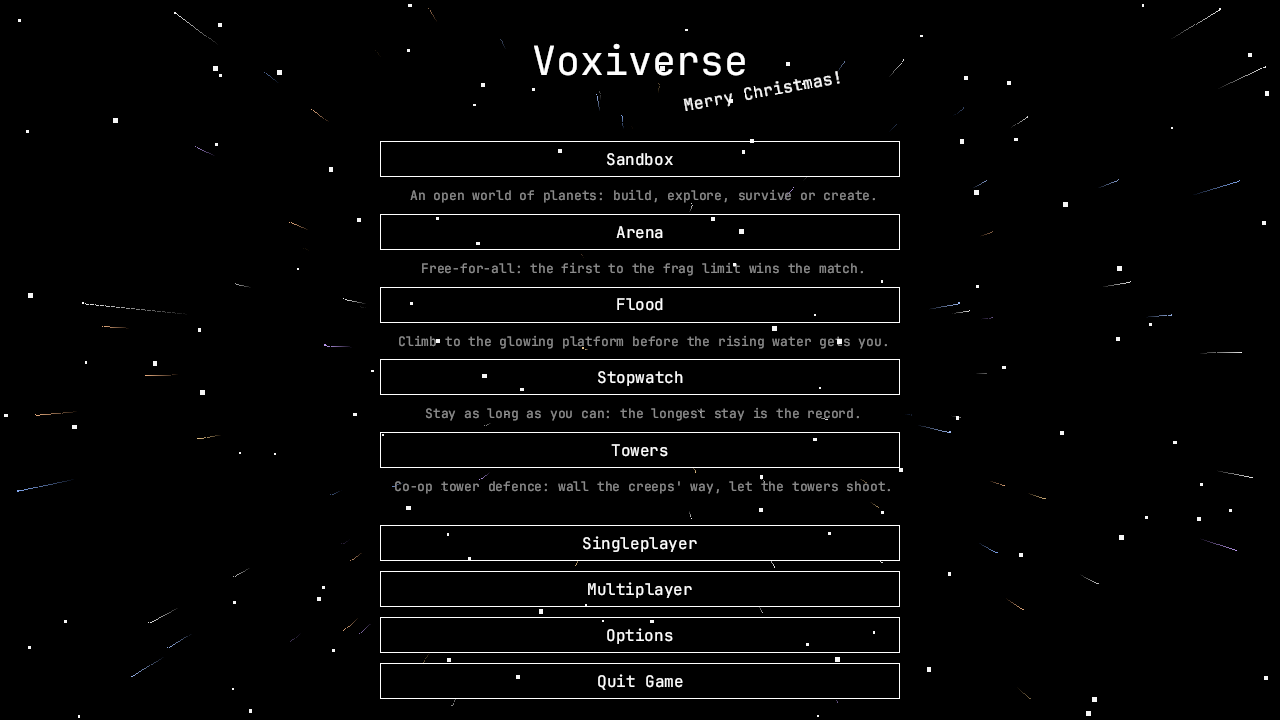 Voxiverse
Merry Christmas!
Sandbox
An open world of planets: build, explore, survive or create.
Arena
Free-for-all: the first to the frag limit wins the match.
Flood
Climb to the glowing platform before the rising water gets you.
Stopwatch
Stay as long as you can: the longest stay is the record.
Towers
Co-op tower defence: wall the creeps' way, let the towers shoot.
Singleplayer
Multiplayer
Options
Quit Game